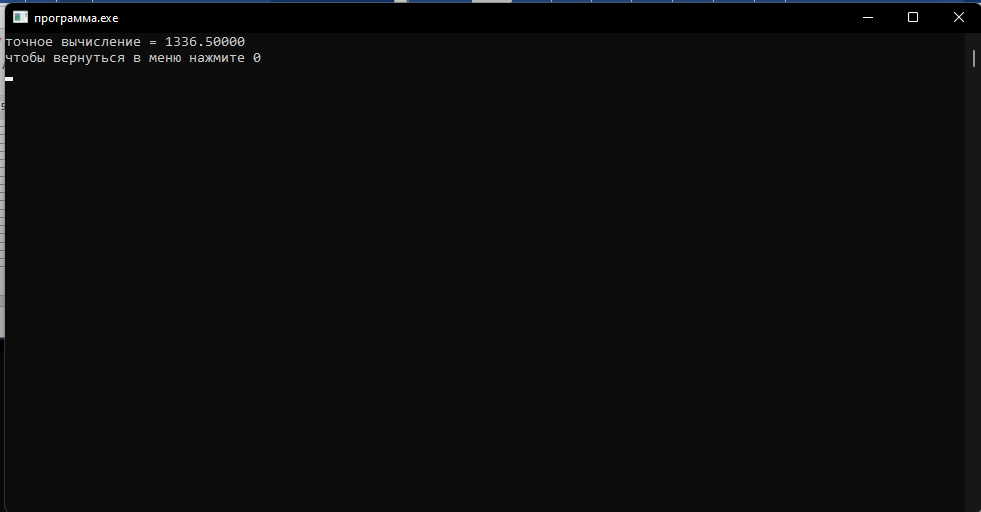 программа.exe
точное вычисление = 1336.50000
чтобы вернуться в меню нажмите 0